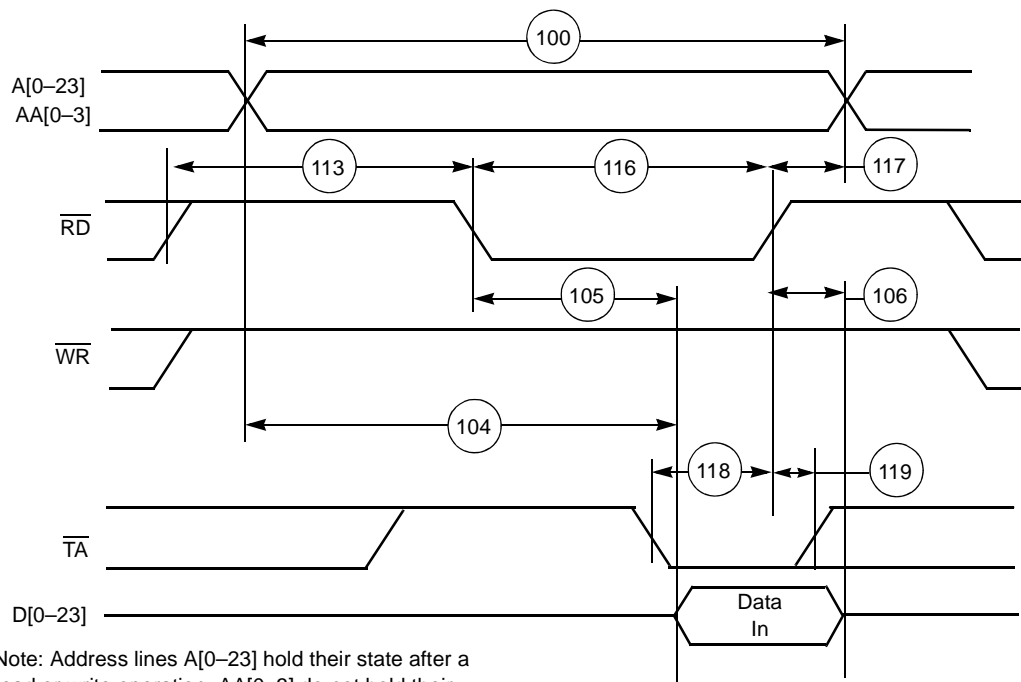 100
A[0–23]
AA[0–3]
113
116
117
RD
105
106
WR
104
118
119
TA
D[0–23]
Data
In
Note: Address lines A[0–23] hold their state after a